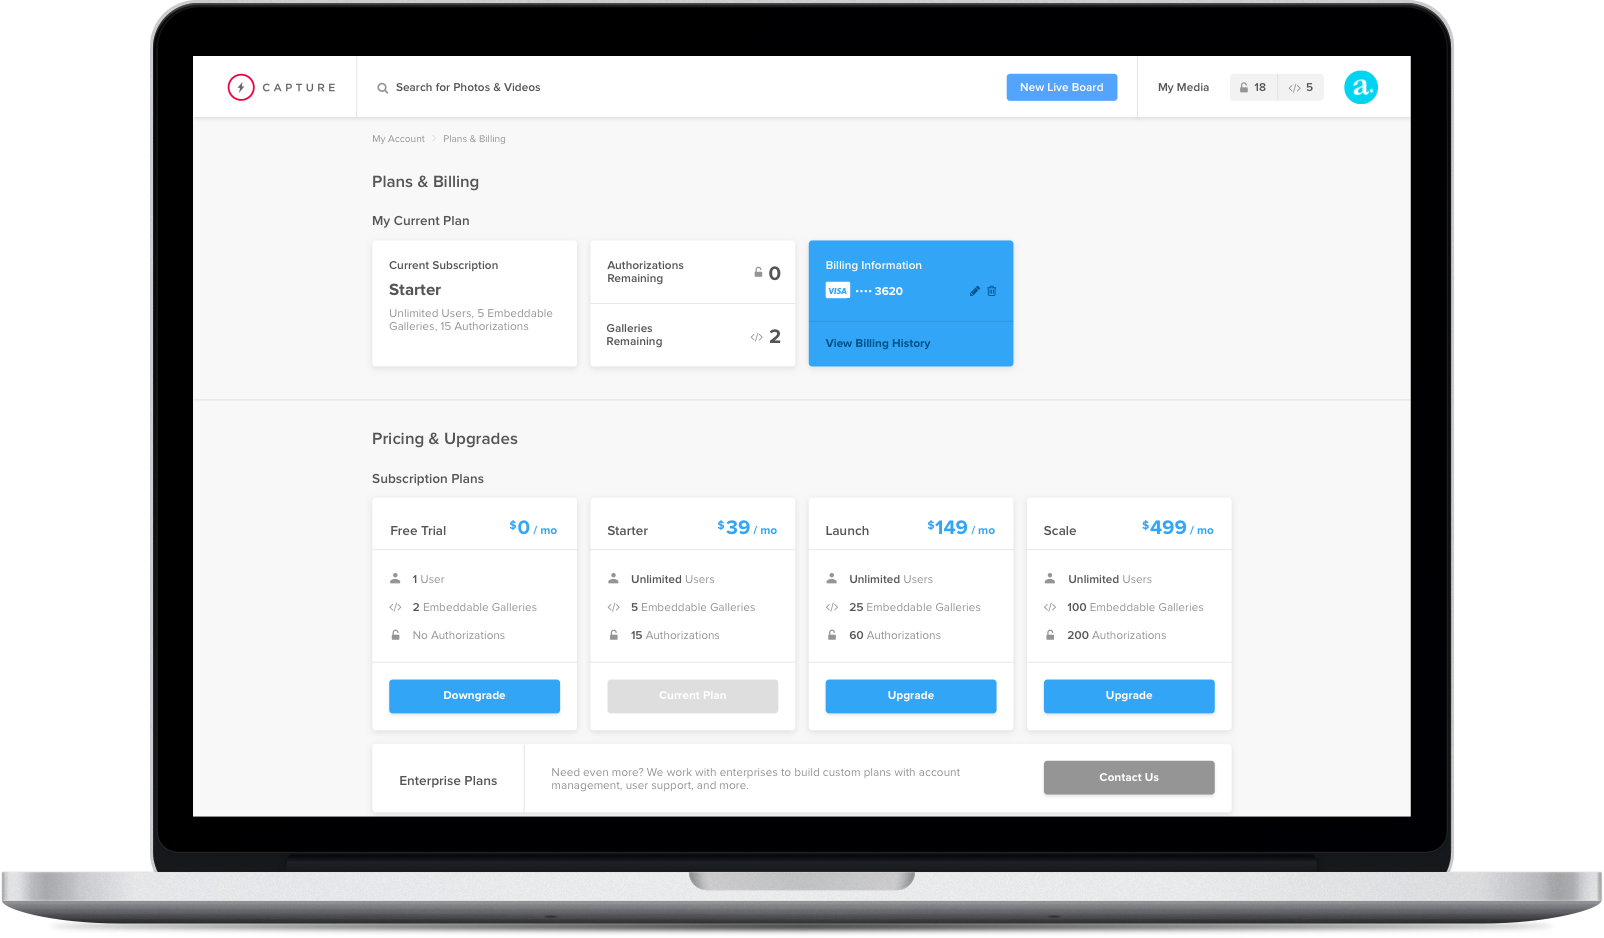 CAPTURE
Search for Photos & Videos
New Live Board
My Media
18
</> 5
a.
My Account
Plans & Billing
Plans & Billing
My Current Plan
Current Subscription
Starter
Unlimited Users, 5 Embeddable
Galleries, 15 Authorizations
Authorizations
Remaining
0
Galleries
Remaining
</> 2
Billing Information
VISA •••• 3620
View Billing History
Pricing & Upgrades
Subscription Plans
Free Trial
$0 / mo
1 User
</> 2 Embeddable Galleries
No Authorizations
Downgrade
Starter
$39 / mo
Unlimited Users
</> 5 Embeddable Galleries
15 Authorizations
Current Plan
Launch
$149 / mo
Unlimited Users
</> 25 Embeddable Galleries
60 Authorizations
Upgrade
Scale
$499 / mo
Unlimited Users
</> 100 Embeddable Galleries
200 Authorizations
Upgrade
Enterprise Plans
Need even more? We work with enterprises to build custom plans with account
management, user support, and more.
Contact Us